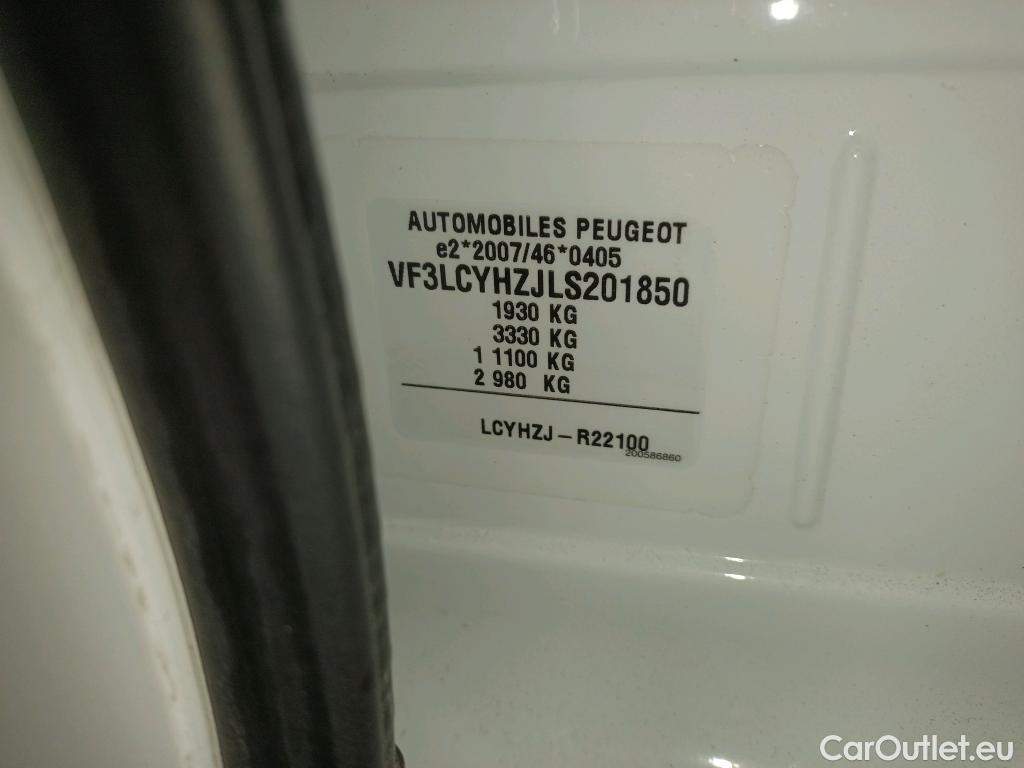 AUTOMOBILES PEUGEOT
e2*2007/46*0405
VF3LCYHZJLS201850
1930 KG
3330 KG
1 1100 KG
2 980 KG
LCYHZJ – R22100
200586860
CarOutlet.eu